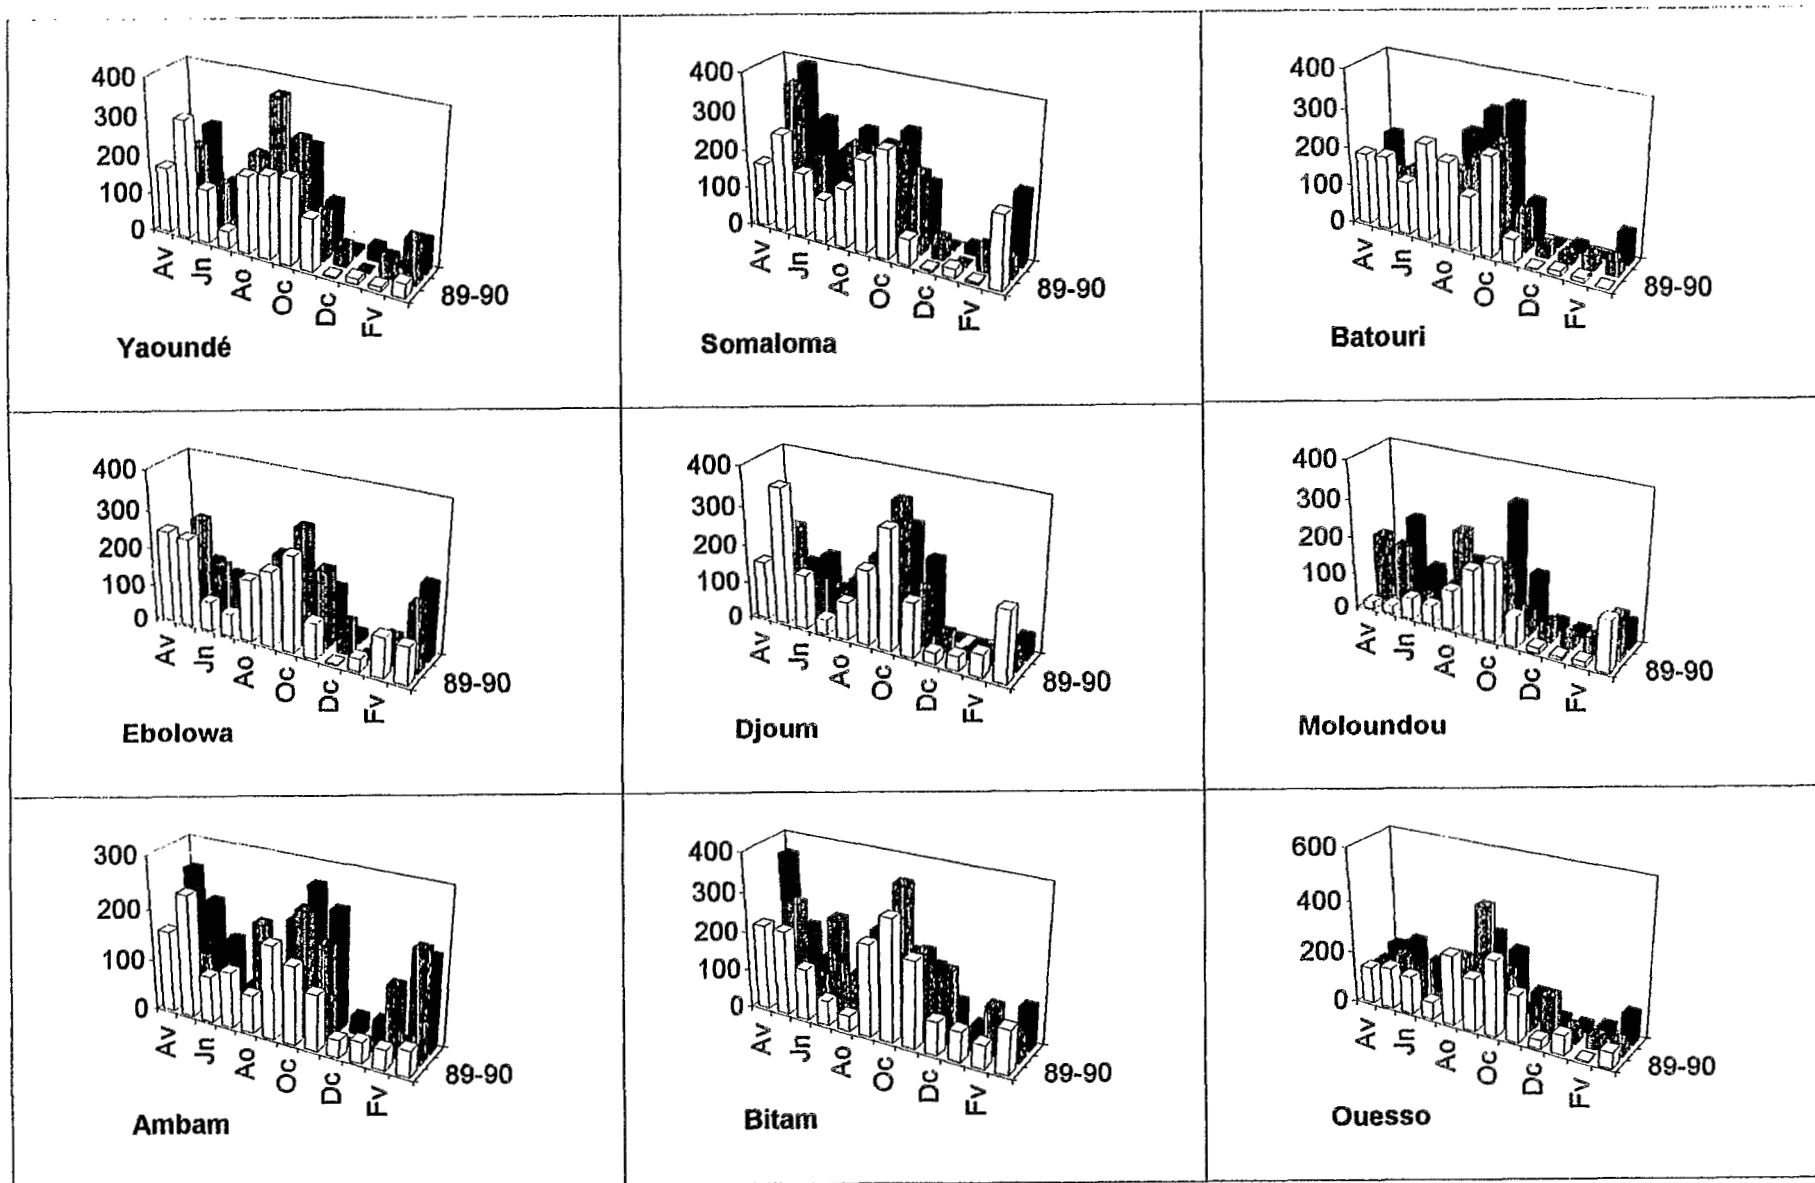 400
300
200
100
0
Av
Jn
Ao
Oc
Dc
Fv
89-90
Yaoundé
400
300
200
100
0
Av
Jn
Ao
Oc
Dc
Fv
89-90
Somaloma
400
300
200
100
0
Av
Jn
Ao
Oc
Dc
Fv
89-90
Batouri
400
300
200
100
0
Av
Jn
Ao
Oc
Dc
Fv
89-90
Ebolowa
400
300
200
100
0
Av
Jn
Ao
Oc
Dc
Fv
89-90
Djoum
400
300
200
100
0
Av
Jn
Ao
Oc
Dc
Fv
89-90
Moloundou
300
200
100
0
Av
Jn
Ao
Oc
Dc
Fv
89-90
Ambam
400
300
200
100
0
Av
Jn
Ao
Oc
Dc
Fv
89-90
Bitam
600
400
200
0
Av
Jn
Ao
Oc
Dc
Fv
89-90
Ouesso